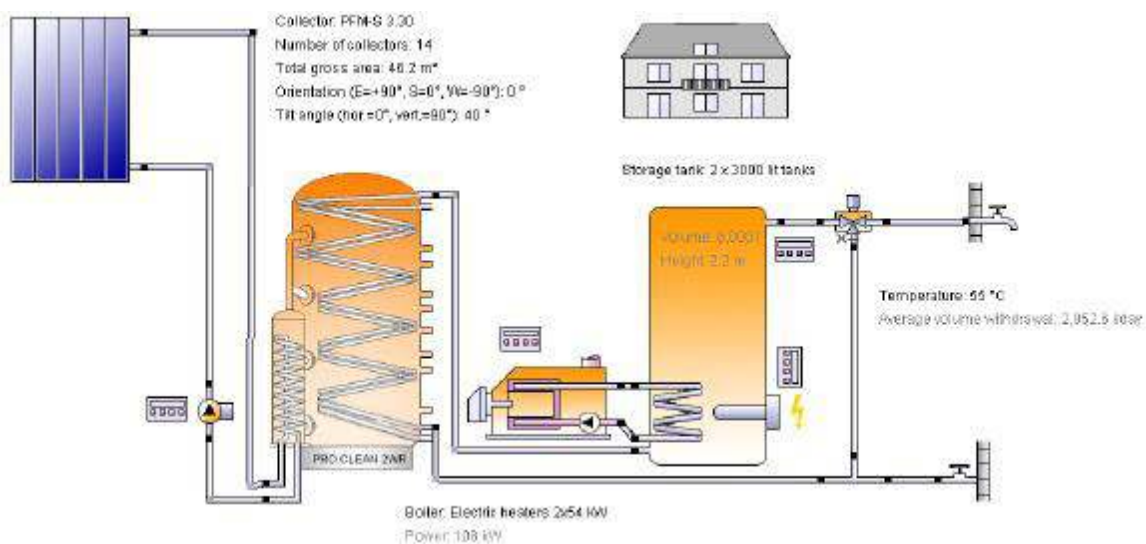 Collector: PFM-S 3.30
Number of collectors: 14
Total gross area: 46.2 m²
Orientation (E=+90°, S=0°, W=-90°): 0 °
Tilt angle (hor.=0°, vert.=90°): 40 °
Storage tank: 2 x 3000 lit tanks
Volume: 6,000 l
Height: 2.2 m
Temperature: 55 °C
Average volume withdrawal: 2,952.6 l/day
PRO CLEAN 2WR
Boiler: Electric heaters 2x54 kW
Power: 108 kW